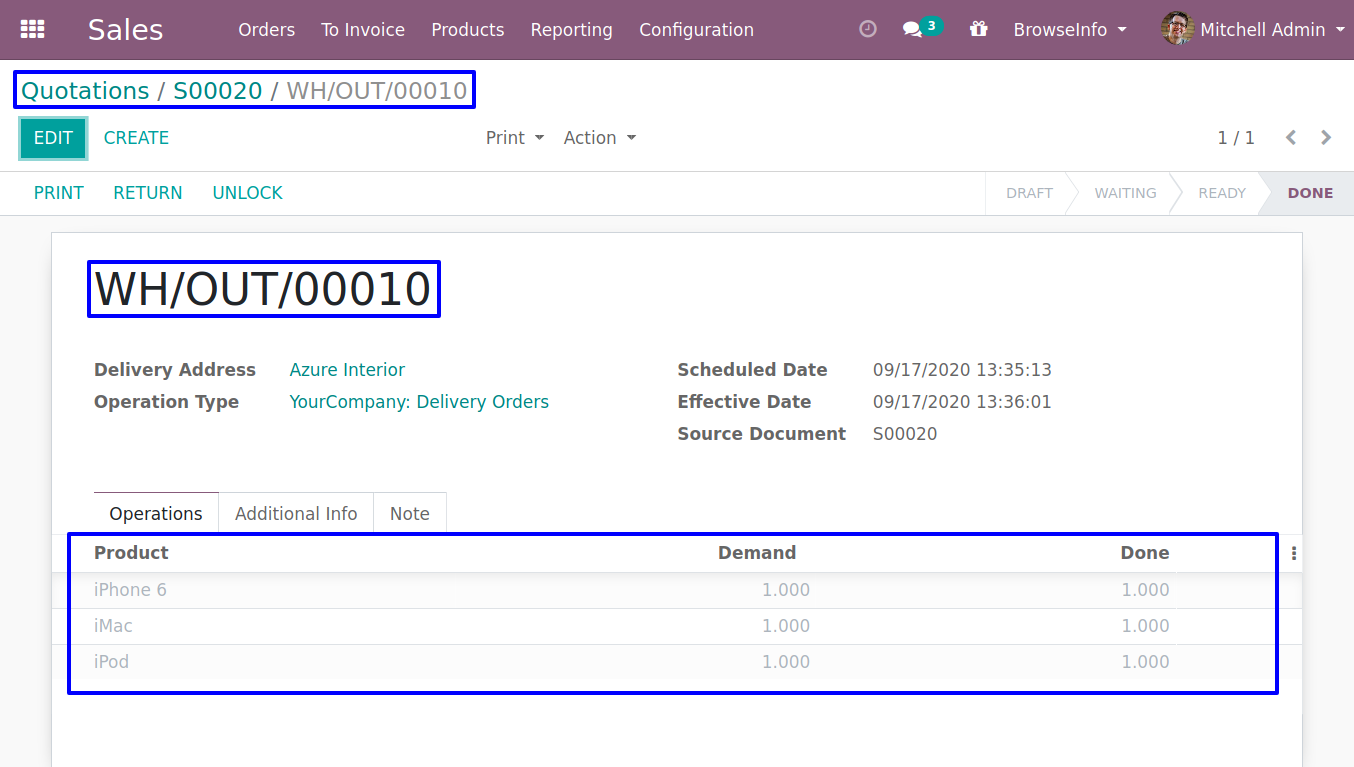 Sales Orders To Invoice Products Reporting Configuration 3 BrowseInfo Mitchell Admin
Quotations / S00020 / WH/OUT/00010
EDIT CREATE Print Action 1 / 1
PRINT RETURN UNLOCK DRAFT WAITING READY DONE
WH/OUT/00010
Delivery Address Azure Interior Scheduled Date 09/17/2020 13:35:13
Operation Type YourCompany: Delivery Orders Effective Date 09/17/2020 13:36:01
Source Document S00020
Operations Additional Info Note
Product Demand Done
iPhone 6 1.000 1.000
iMac 1.000 1.000
iPod 1.000 1.000